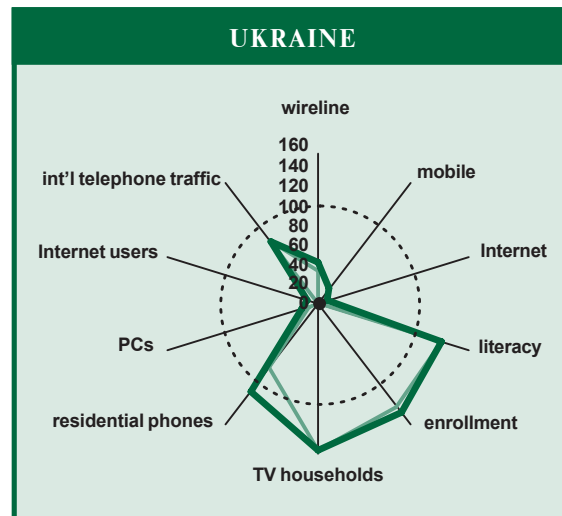 UKRAINE
wireline
160
140
120
100
80
60
40
20
0
mobile
int'l telephone traffic
Internet users
Internet
PCs
literacy
residential phones
enrollment
TV households